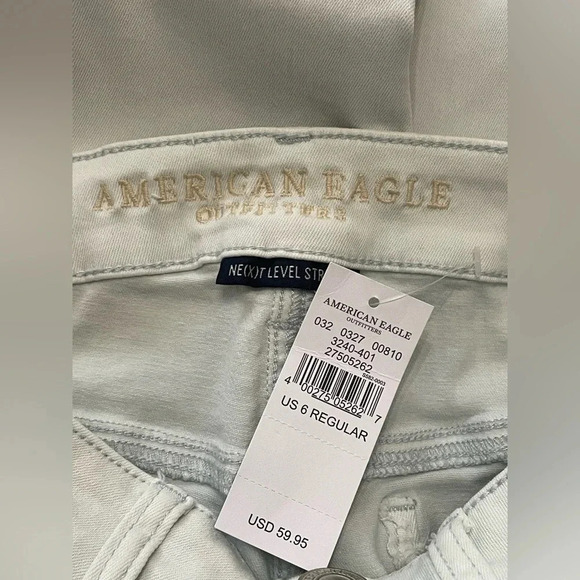 AMERICAN EAGLE
OUTFITTERS
NE(X)T LEVEL STR
AMERICAN EAGLE
OUTFITTERS
032 0327 00810
3240-401
27505262
4 00275 05262 7
US 6 REGULAR
USD 59.95